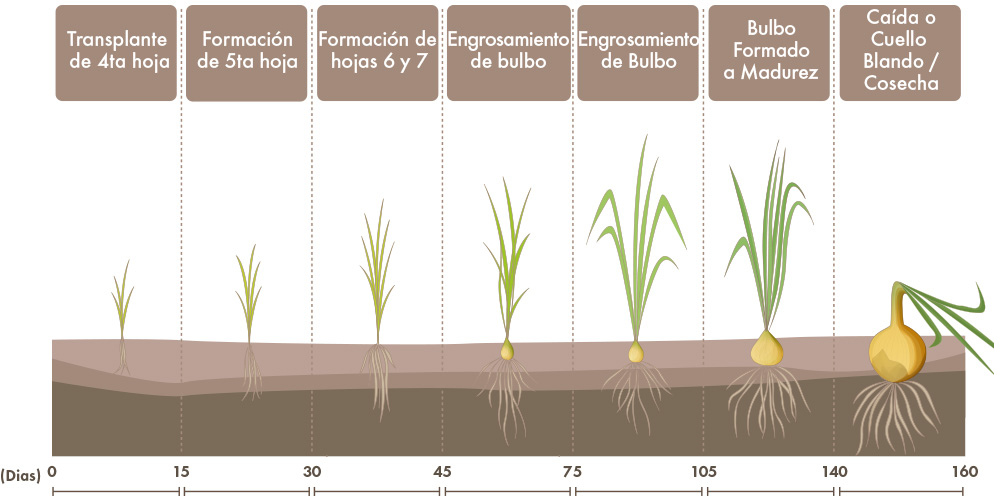 Transplante
de 4ta hoja
Formación
de 5ta hoja
Formación de
hojas 6 y 7
Engrosamiento
de bulbo
Engrosamiento
de Bulbo
Bulbo
Formado
a Madurez
Caída o
Cuello
Blando /
Cosecha
(Dias) 0 15 30 45 75 105 140 160